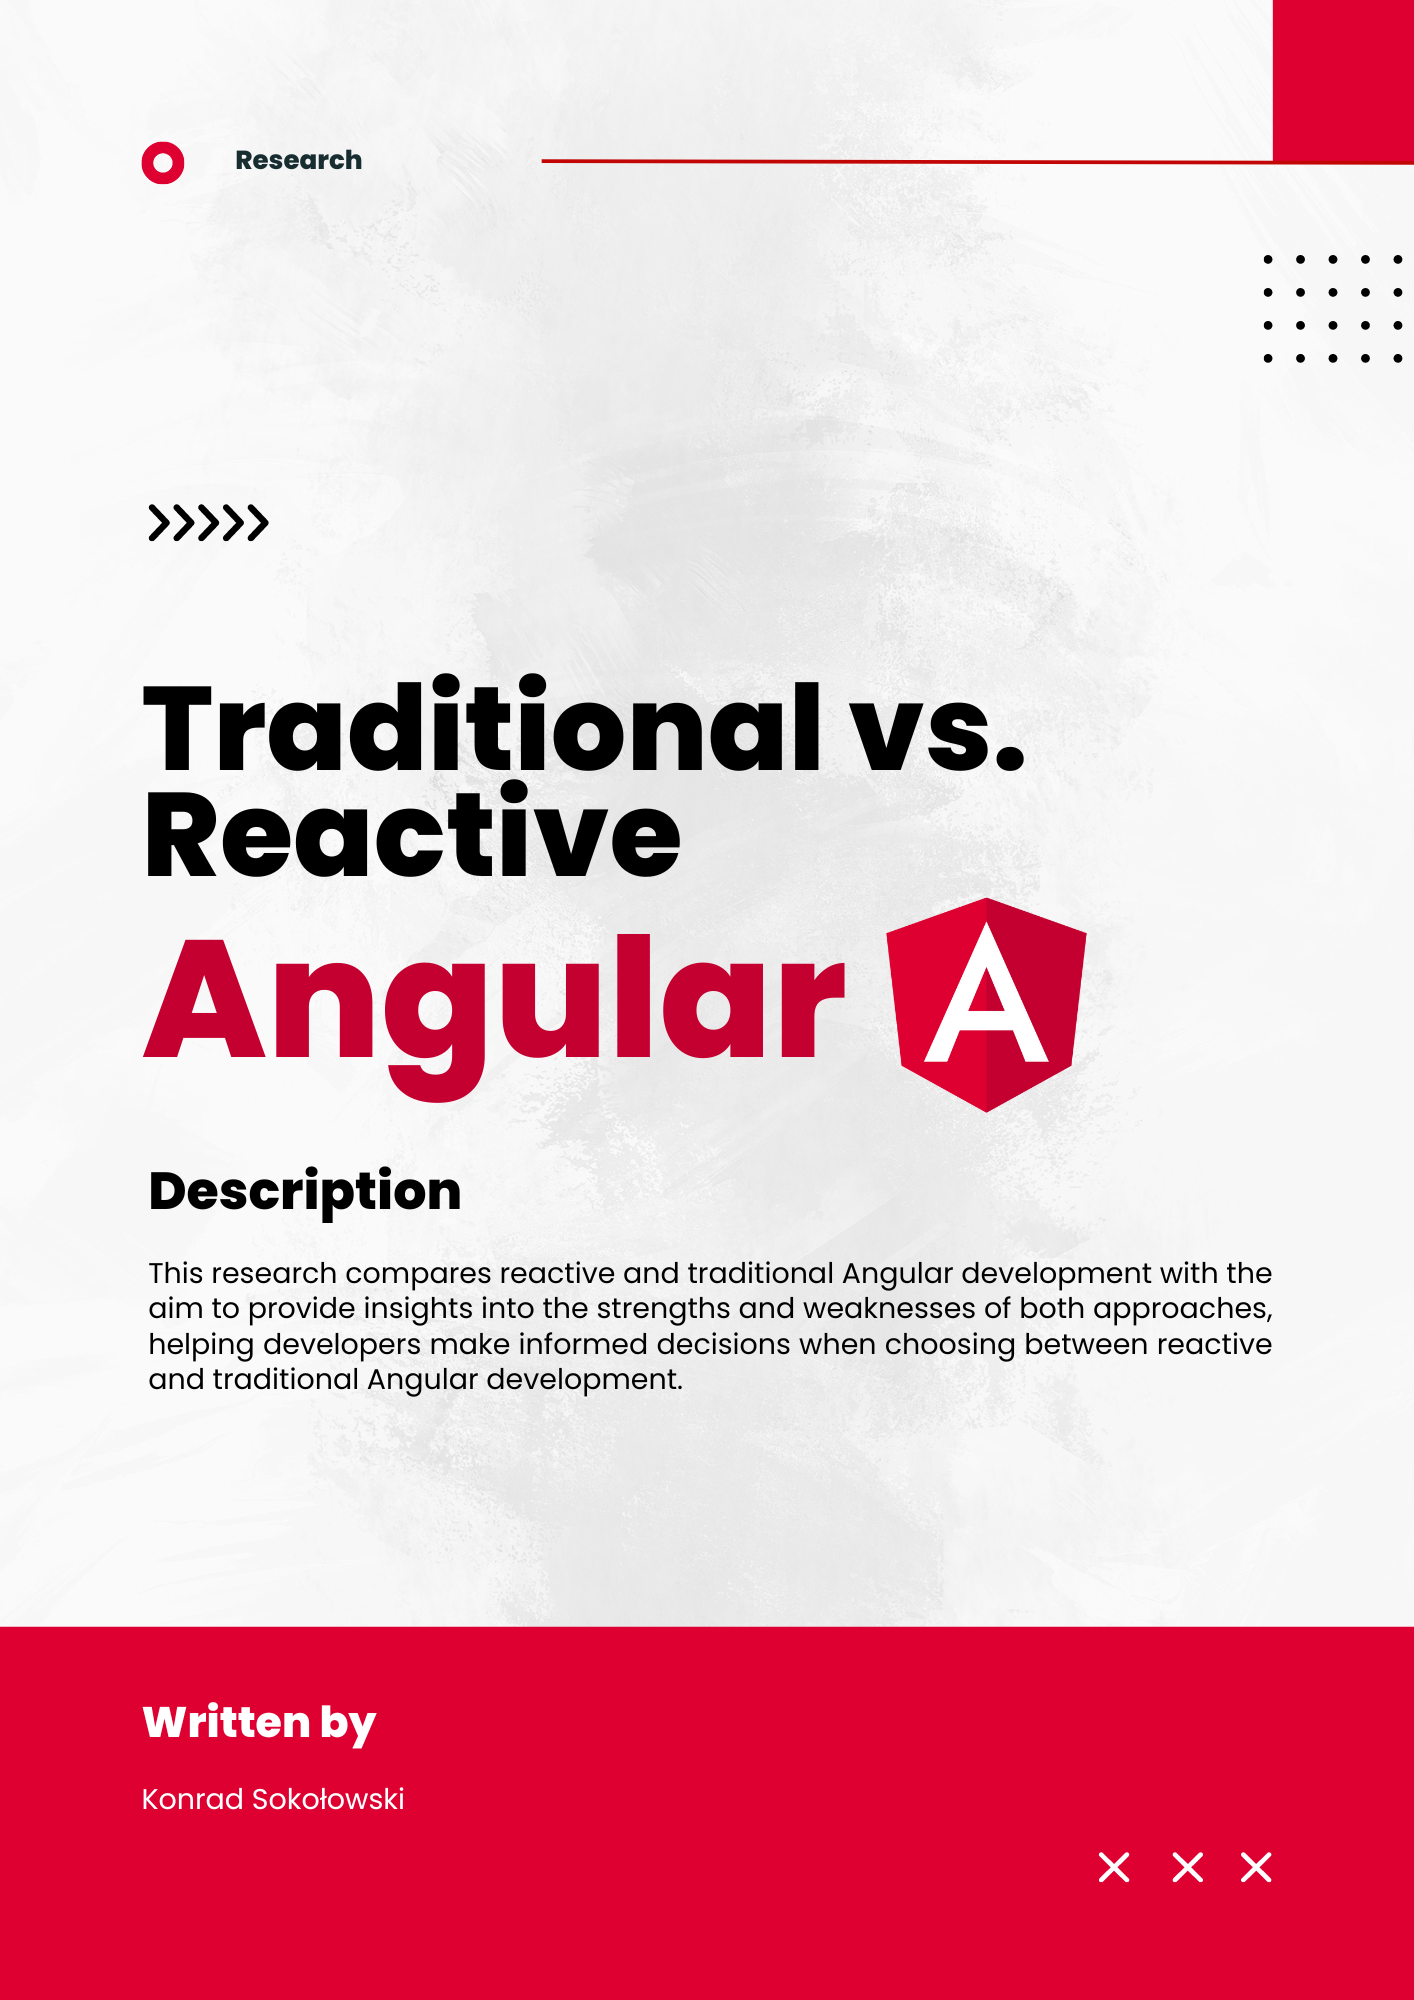 Research
Traditional vs.
Reactive
Angular
A
Description
This research compares reactive and traditional Angular development with the
aim to provide insights into the strengths and weaknesses of both approaches,
helping developers make informed decisions when choosing between reactive
and traditional Angular development.
Written by
Konrad Sokołowski